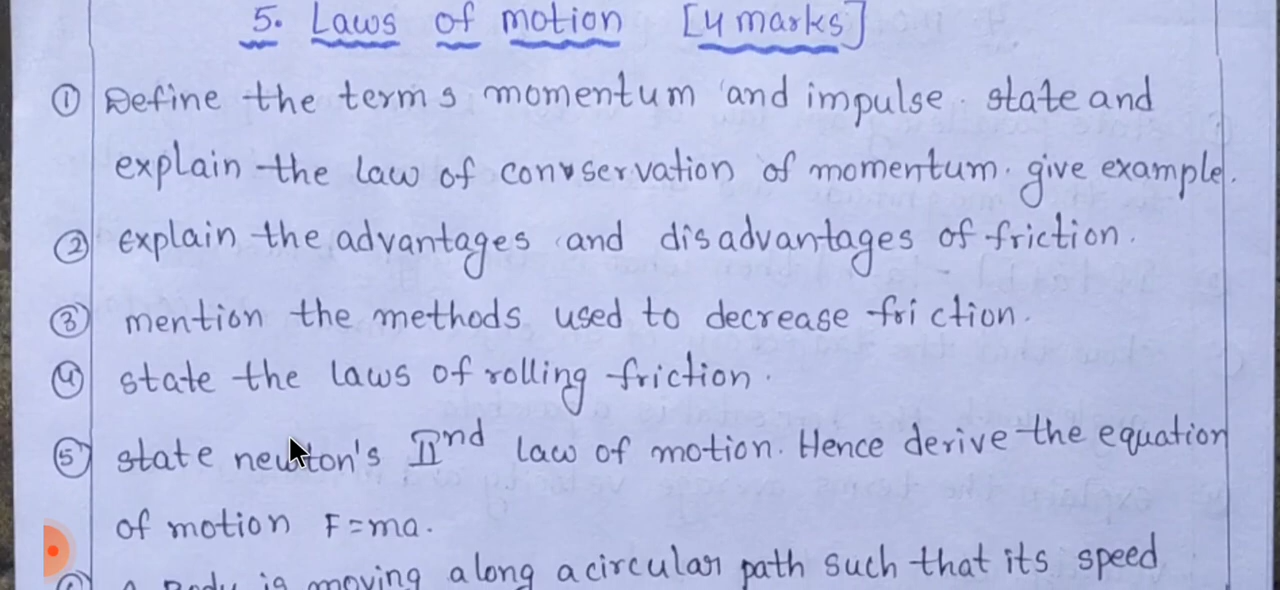 5. Laws of motion [4 marks]
① Define the terms momentum and impulse. state and
explain the law of conservation of momentum. give example.
② Explain the advantages and disadvantages of friction.
③ mention the methods used to decrease friction.
④ state the laws of rolling friction.
⑤ state newton's IInd law of motion. Hence derive the equation
of motion F=ma.
A Body is moving along a circular path such that its speed